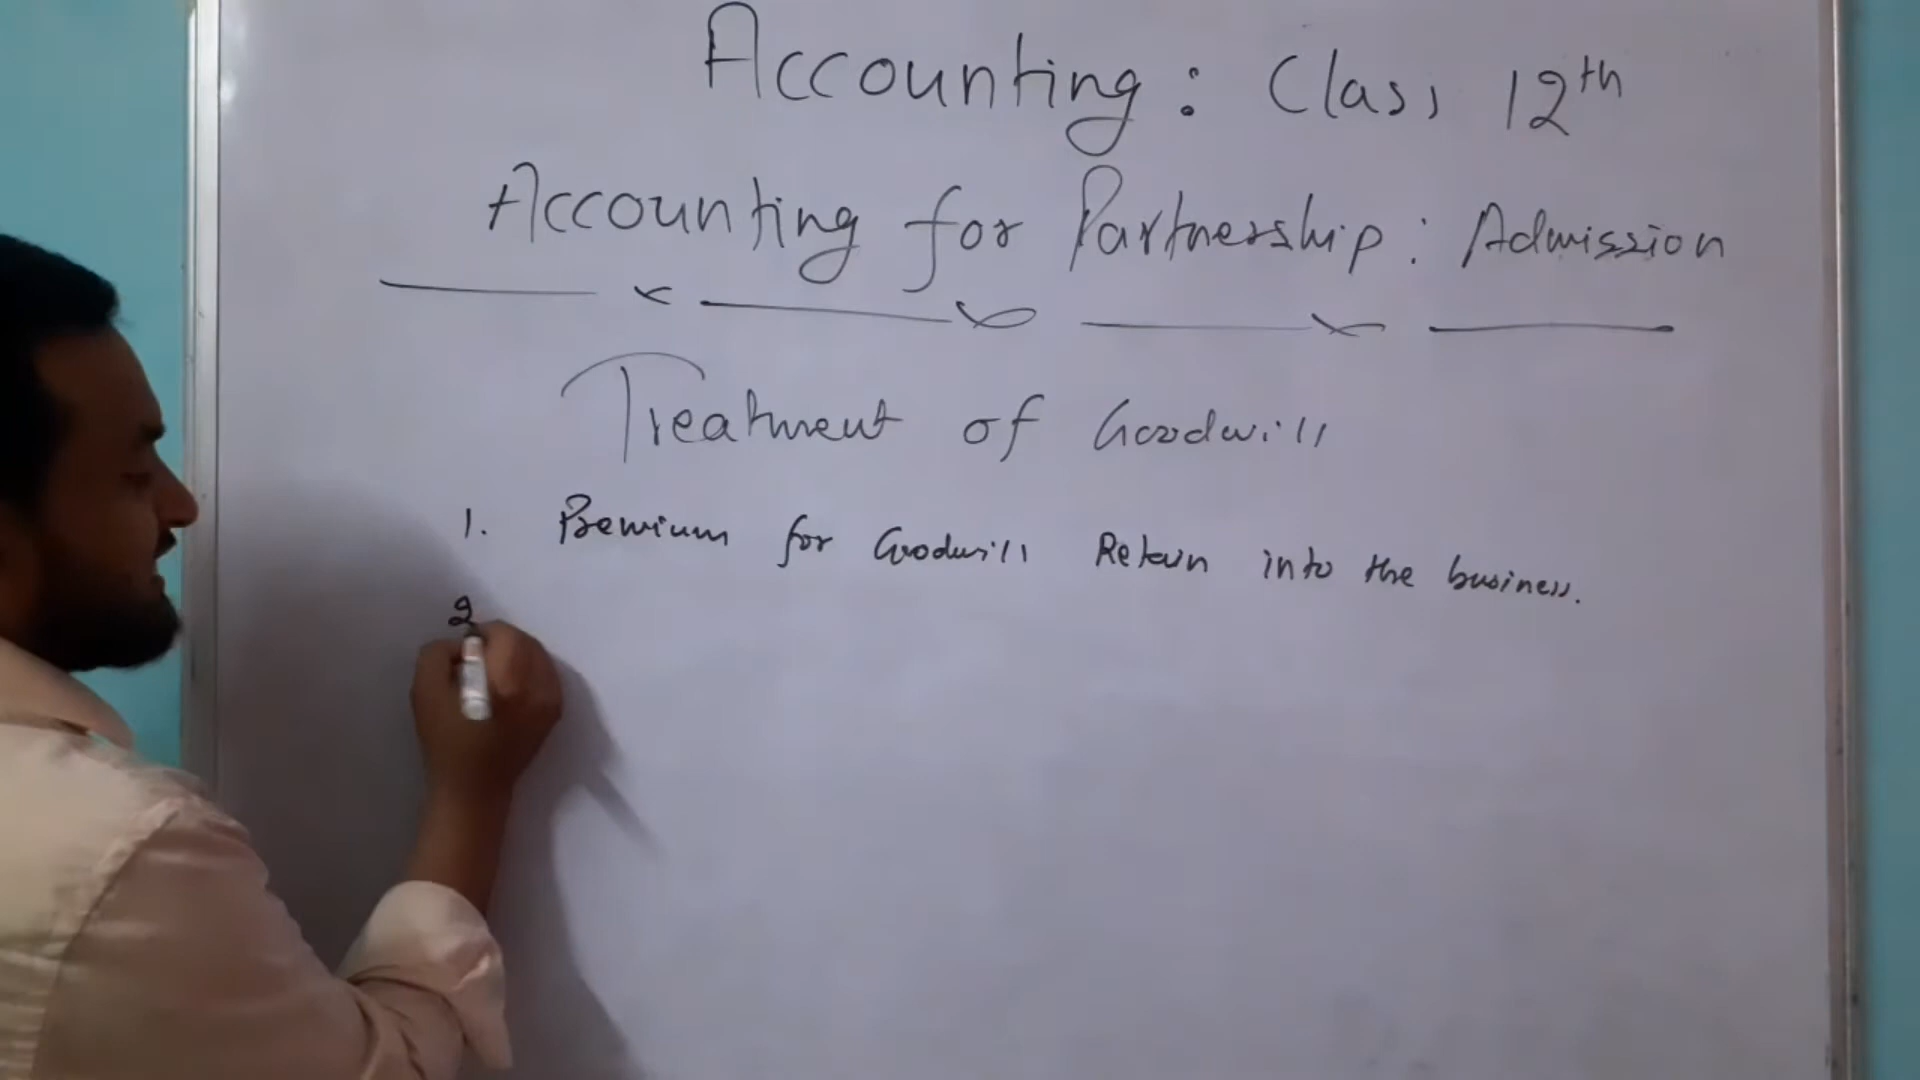 Accounting : Class 12th
Accounting for Partnership : Admission
Treatment of Goodwill
1. Premium for Goodwill Retain into the business.
2